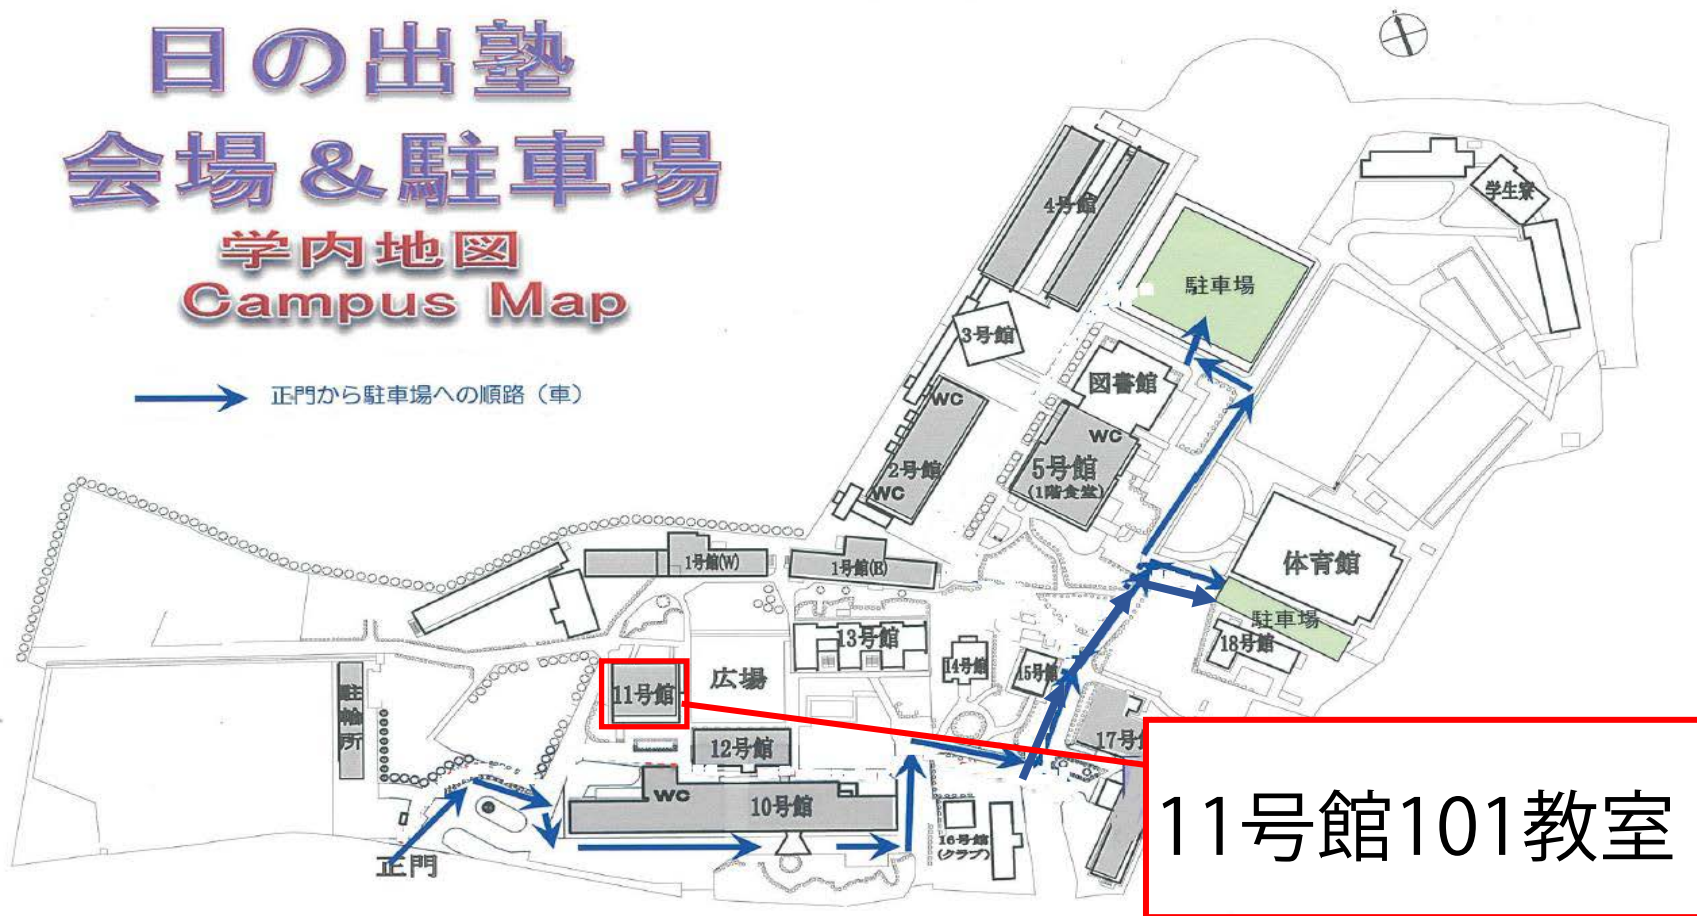 日の出塾
会場＆駐車場
学内地図
Campus Map
正門から駐車場への順路（車）
学生寮
4号館
駐車場
3号館
図書館
WC
WC
2号館
5号館
(1階食堂)
WC
1号館(W)
1号館(E)
体育館
駐車場
13号館
18号館
14号館
15号館
広場
11号館
駐輪所
12号館
17号
WC
10号館
16号館
(クラブ)
正門
11号館101教室